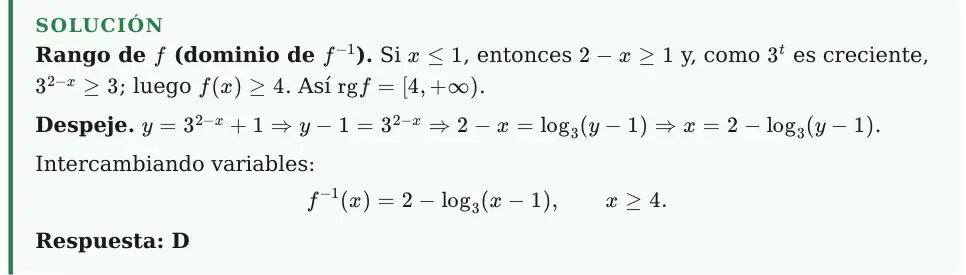 SOLUCIÓN
Rango de f (dominio de f⁻¹). Si x ≤ 1, entonces 2 − x ≥ 1 y, como 3ᵗ es creciente,
3²⁻ˣ ≥ 3; luego f(x) ≥ 4. Así rgf = [4, +∞).
Despeje. y = 3²⁻ˣ + 1 ⇒ y − 1 = 3²⁻ˣ ⇒ 2 − x = log₃(y − 1) ⇒ x = 2 − log₃(y − 1).
Intercambiando variables:
f⁻¹(x) = 2 − log₃(x − 1), x ≥ 4.
Respuesta: D